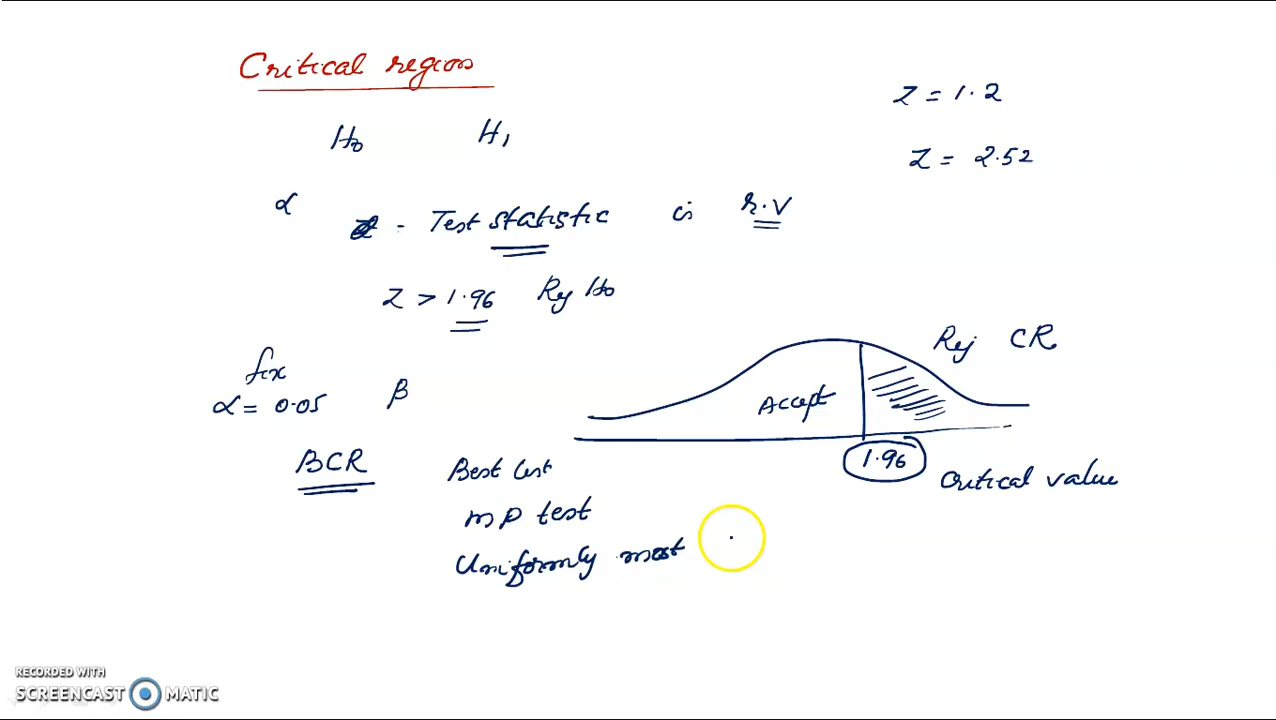 Critical region
H0 H1
Z = 1.2
Z = 2.52
α
- Test statistic is r.v
Z > 1.96 Rej H0
Rej CR
fix
α = 0.05 β
Accept
1.96
Critical value
BCR
Best test
MP test
Uniformly most
RECORDED WITH
SCREENCAST MATIC